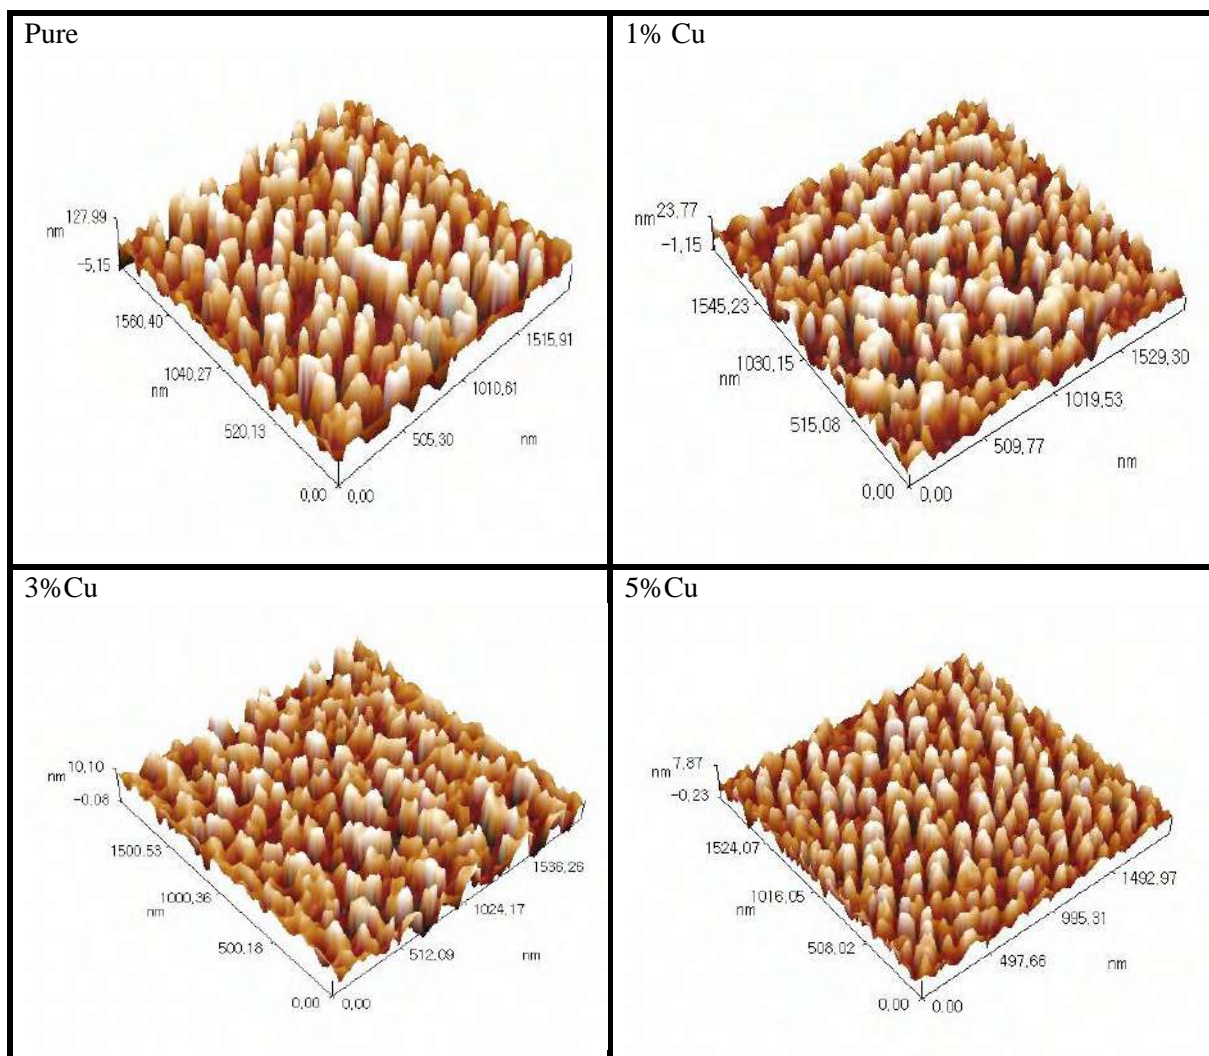 Pure
127,99
nm
-5,15
1560,40
1040,27
nm
520,13
0,00
0,00
505,30
1010,61
1515,91
nm
1% Cu
nm 23,77
-1,15
1545,23
1030,15
nm
515,08
0,00
0,00
509,77
1019,53
1529,30
nm
3%Cu
nm 10,10
-0,08
1500,53
1000,36
nm
500,18
0,00
0,00
512,09
1024,17
1536,26
nm
5%Cu
nm 7,87
-0,23
1524,07
1016,05
nm
508,02
0,00
0,00
497,66
995,31
1492,97
nm